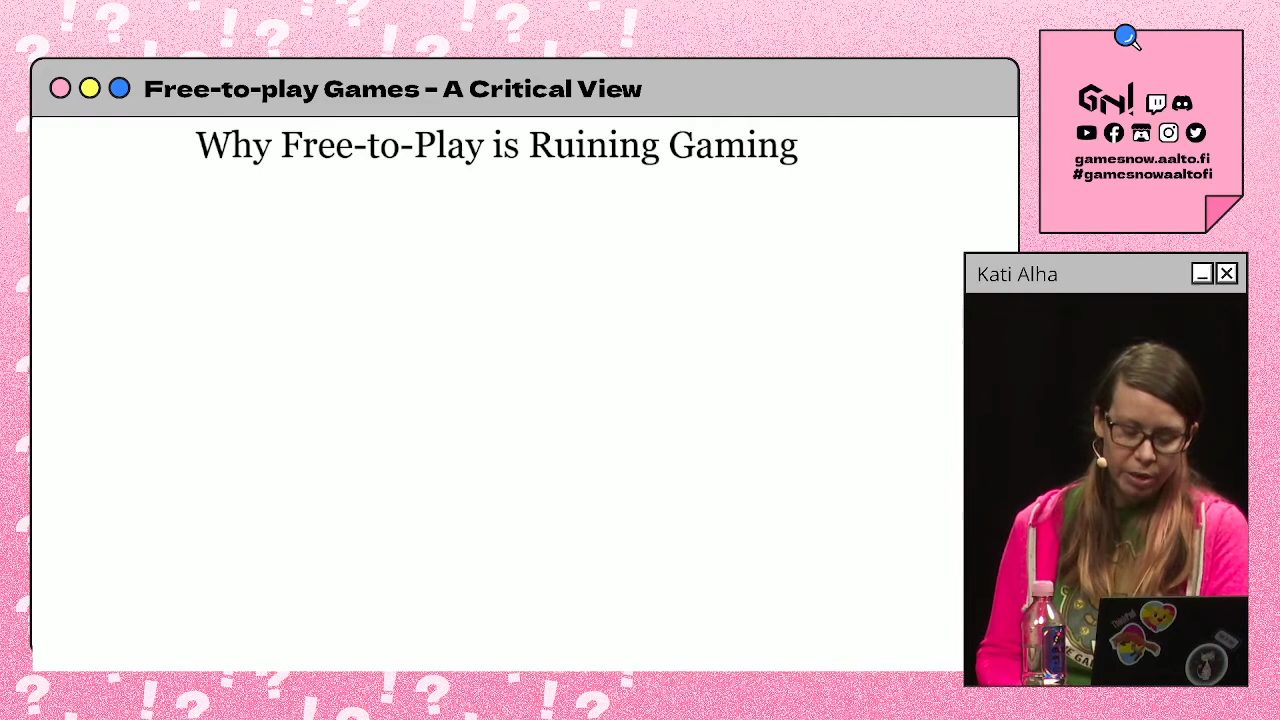 Free-to-play Games - A Critical View
Why Free-to-Play is Ruining Gaming
GN!
gamesnow.aalto.fi
#gamesnowaaltofi
Kati Alha